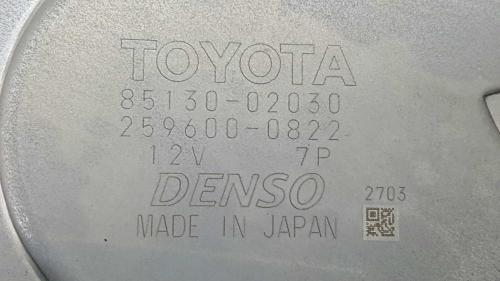 TOYOTA
85130-02030
259600-0822
12V 7P
DENSO
2703
MADE IN JAPAN